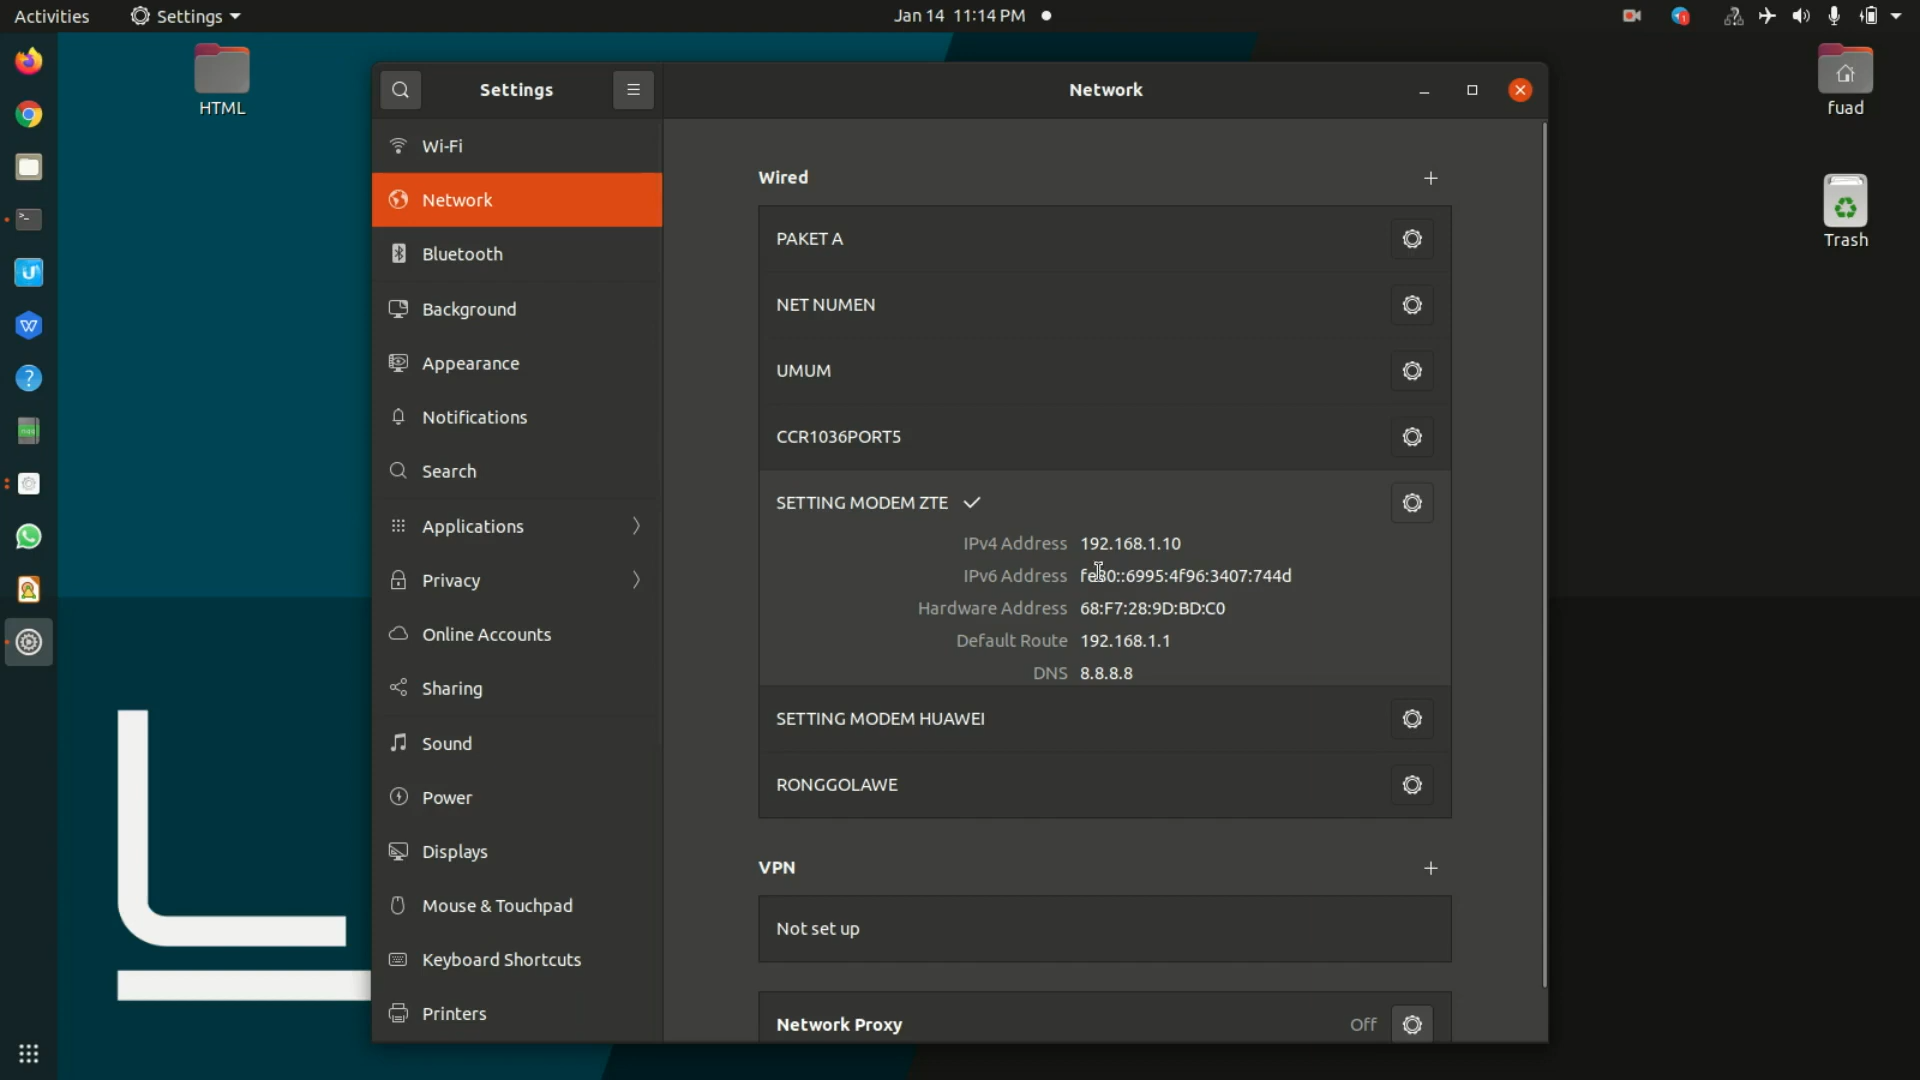 Activities
Settings
Jan 14 11:14 PM
HTML
fuad
Trash
Settings
Network
Wi-Fi
Network
Bluetooth
Background
Appearance
Notifications
Search
Applications
Privacy
Online Accounts
Sharing
Sound
Power
Displays
Mouse & Touchpad
Keyboard Shortcuts
Printers
Wired
PAKET A
NET NUMEN
UMUM
CCR1036PORT5
SETTING MODEM ZTE
IPv4 Address 192.168.1.10
IPv6 Address fe80::6995:4f96:3407:744d
Hardware Address 68:F7:28:9D:BD:C0
Default Route 192.168.1.1
DNS 8.8.8.8
SETTING MODEM HUAWEI
RONGGOLAWE
VPN
Not set up
Network Proxy Off